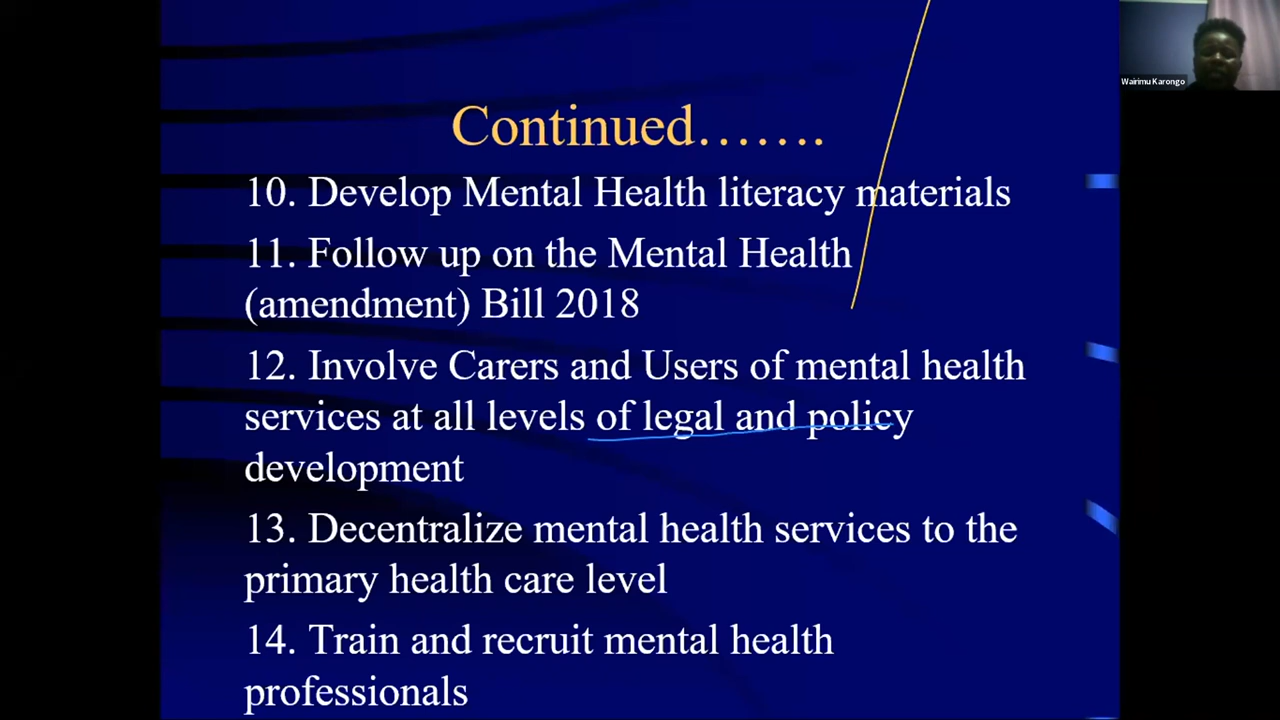 Wairimu Karongo
Continued…….
10. Develop Mental Health literacy materials
11. Follow up on the Mental Health
(amendment) Bill 2018
12. Involve Carers and Users of mental health
services at all levels of legal and policy
development
13. Decentralize mental health services to the
primary health care level
14. Train and recruit mental health
professionals